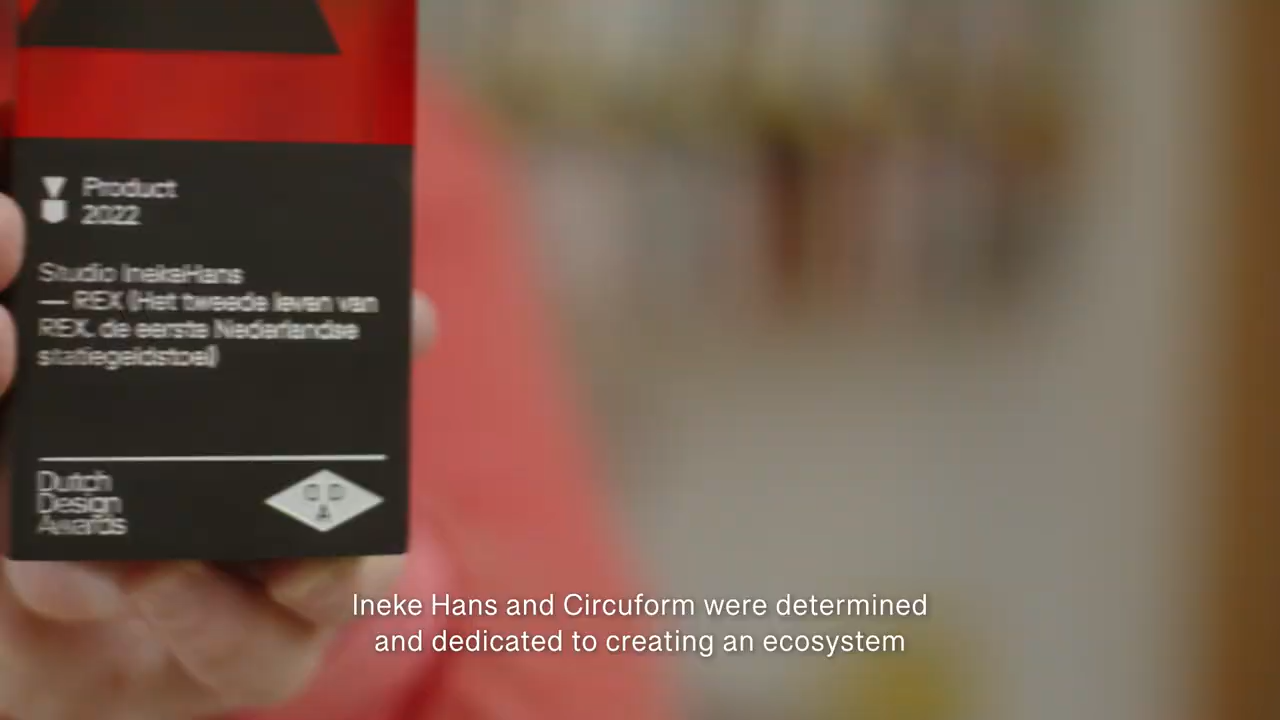 Product
2022
Studio InekeHans
— REX (Het tweede leven van
REX, de eerste Nederlandse
statiegeldstoel)
Dutch
Design
Awards
D D
A
Ineke Hans and Circuform were determined
and dedicated to creating an ecosystem